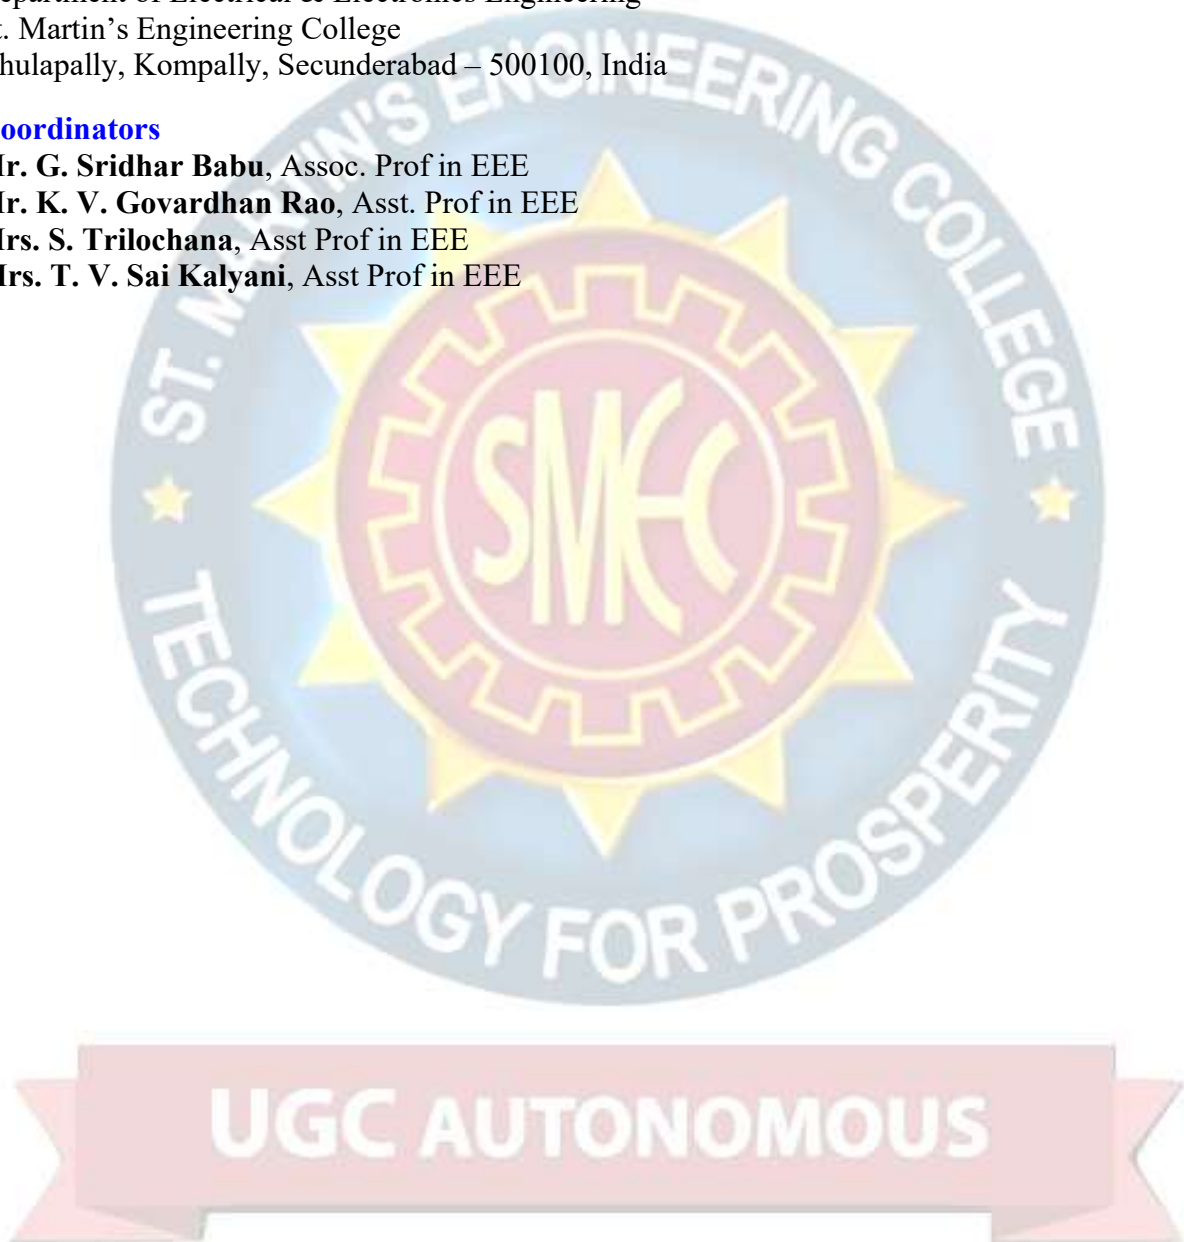 epartment of Electrical & Electronics Engineering
t. Martin’s Engineering College
hulapally, Kompally, Secunderabad – 500100, India
oordinators
Ir. G. Sridhar Babu, Assoc. Prof in EEE
Ir. K. V. Govardhan Rao, Asst. Prof in EEE
Irs. S. Trilochana, Asst Prof in EEE
Irs. T. V. Sai Kalyani, Asst Prof in EEE
ST. MARTIN'S ENGINEERING COLLEGE
SMEC
TECHNOLOGY FOR PROSPERITY
UGC AUTONOMOUS